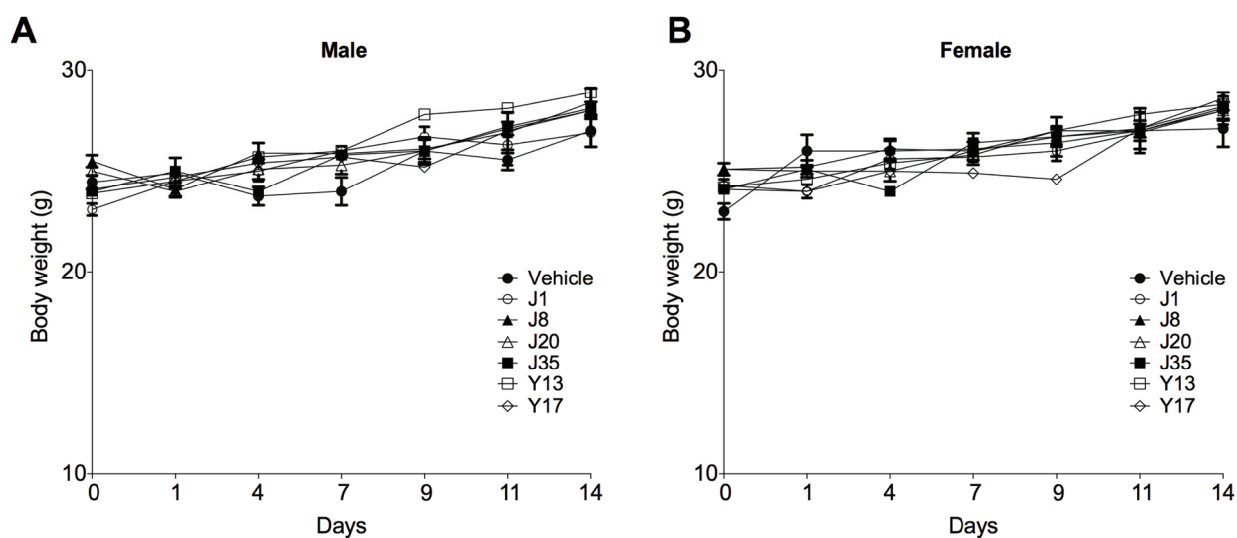 A
Male
30
20
10
Body weight (g)
Vehicle
J1
J8
J20
J35
Y13
Y17
0 1 4 7 9 11 14
Days
B
Female
30
20
10
Body weight (g)
Vehicle
J1
J8
J20
J35
Y13
Y17
0 1 4 7 9 11 14
Days